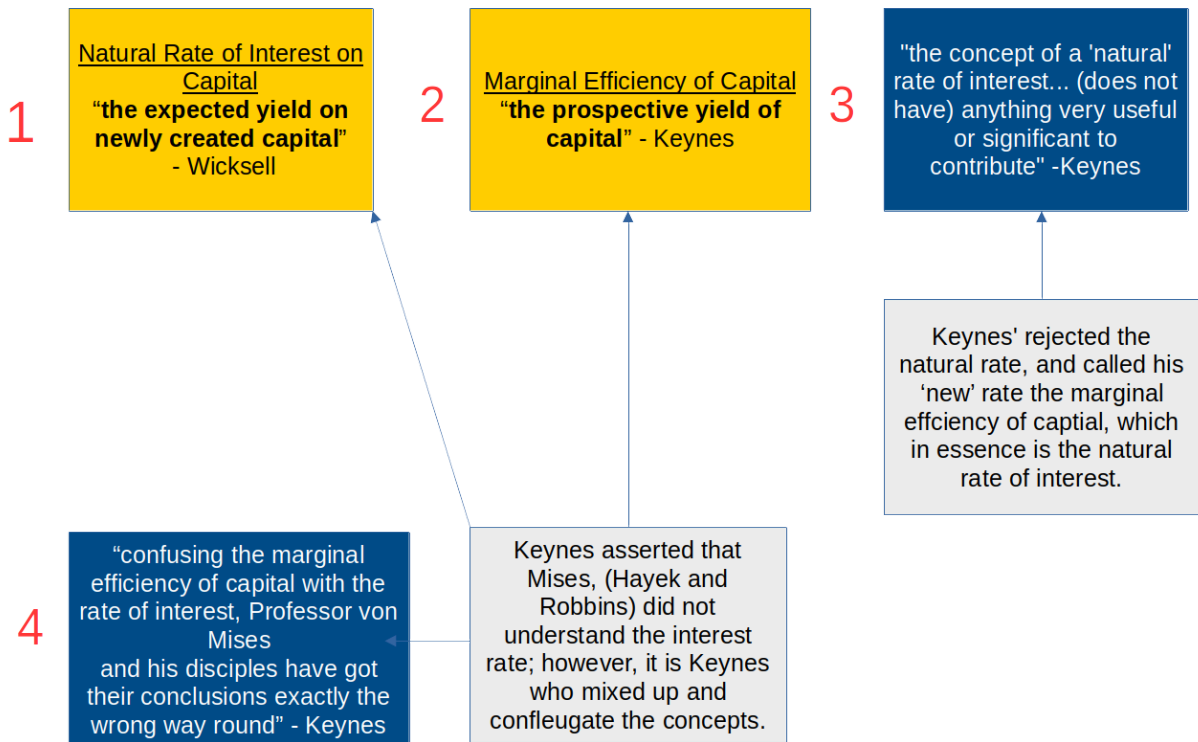 1
Natural Rate of Interest on
Capital
“the expected yield on
newly created capital”
- Wicksell
2
Marginal Efficiency of Capital
“the prospective yield of
capital” - Keynes
3
"the concept of a 'natural'
rate of interest... (does not
have) anything very useful
or significant to
contribute" -Keynes
Keynes' rejected the
natural rate, and called his
‘new’ rate the marginal
effciency of captial, which
in essence is the natural
rate of interest.
4
“confusing the marginal
efficiency of capital with the
rate of interest, Professor von
Mises
and his disciples have got
their conclusions exactly the
wrong way round” - Keynes
Keynes asserted that
Mises, (Hayek and
Robbins) did not
understand the interest
rate; however, it is Keynes
who mixed up and
confleugate the concepts.